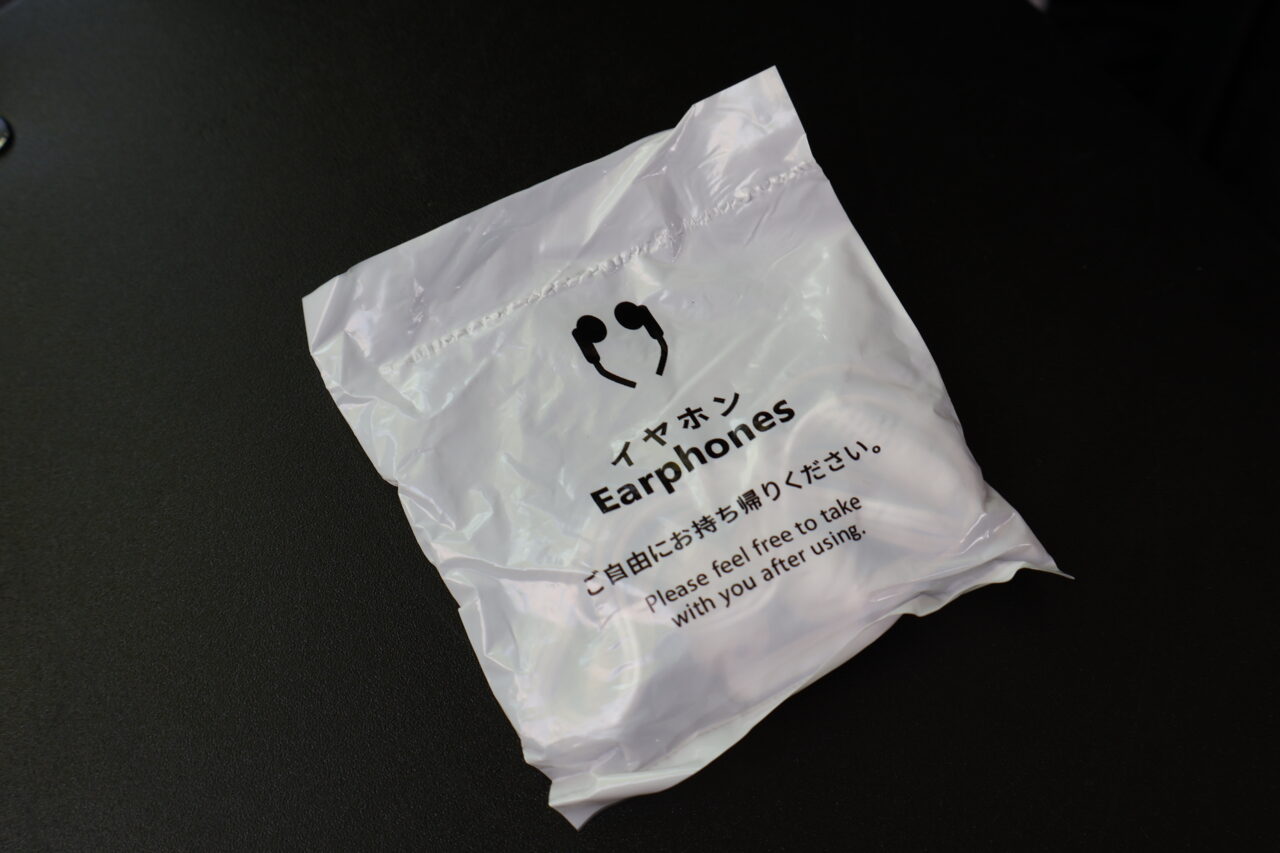 イヤホン
Earphones
ご自由にお持ち帰りください。
Please feel free to take
with you after using.